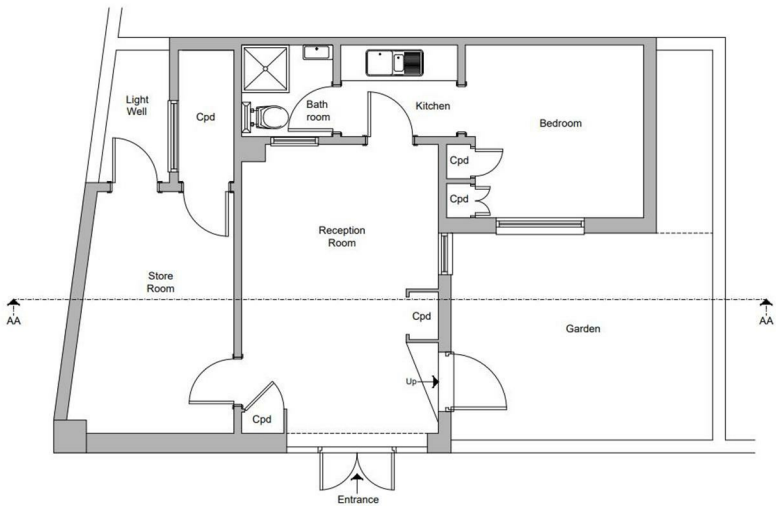 Light
Well
Cpd
Bath
room
Kitchen
Bedroom
Cpd
Cpd
Reception
Room
Store
Room
AA
AA
Cpd
Garden
Up
Cpd
Entrance